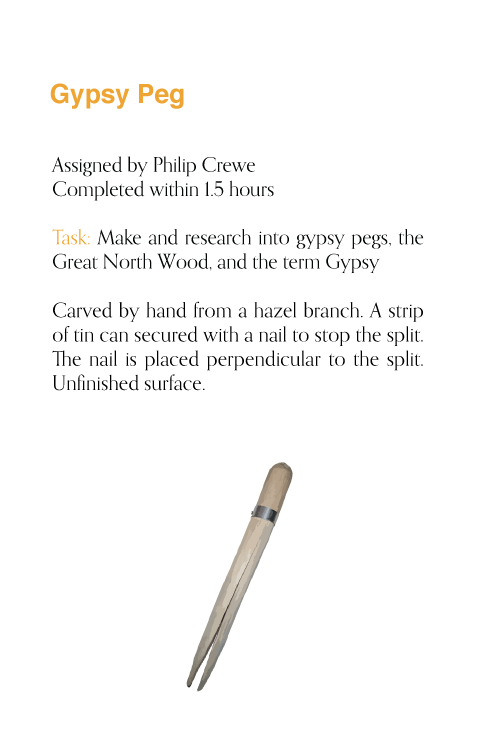 Gypsy Peg
Assigned by Philip Crewe
Completed within 1.5 hours
Task: Make and research into gypsy pegs, the
Great North Wood, and the term Gypsy
Carved by hand from a hazel branch. A strip
of tin can secured with a nail to stop the split.
The nail is placed perpendicular to the split.
Unfinished surface.